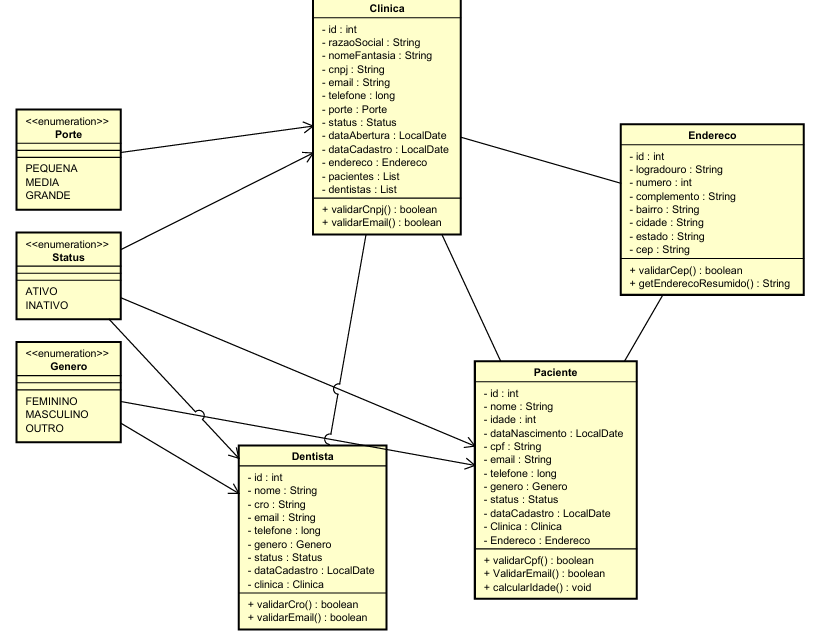 Clinica
- id : int
- razaoSocial : String
- nomeFantasia : String
- cnpj : String
- email : String
- telefone : long
- porte : Porte
- status : Status
- dataAbertura : LocalDate
- dataCadastro : LocalDate
- endereco : Endereco
- pacientes : List
- dentistas : List
+ validarCnpj() : boolean
+ validarEmail() : boolean
<<enumeration>>
Porte
PEQUENA
MEDIA
GRANDE
Endereco
- id : int
- logradouro : String
- numero : int
- complemento : String
- bairro : String
- cidade : String
- estado : String
- cep : String
+ validarCep() : boolean
+ getEnderecoResumido() : String
<<enumeration>>
Status
ATIVO
INATIVO
<<enumeration>>
Genero
FEMININO
MASCULINO
OUTRO
Paciente
- id : int
- nome : String
- idade : int
- dataNascimento : LocalDate
- cpf : String
- email : String
- telefone : long
- genero : Genero
- status : Status
- dataCadastro : LocalDate
- Clinica : Clinica
- Endereco : Endereco
+ validarCpf() : boolean
+ ValidarEmail() : boolean
+ calcularIdade() : void
Dentista
- id : int
- nome : String
- cro : String
- email : String
- telefone : long
- genero : Genero
- status : Status
- dataCadastro : LocalDate
- clinica : Clinica
+ validarCro() : boolean
+ validarEmail() : boolean